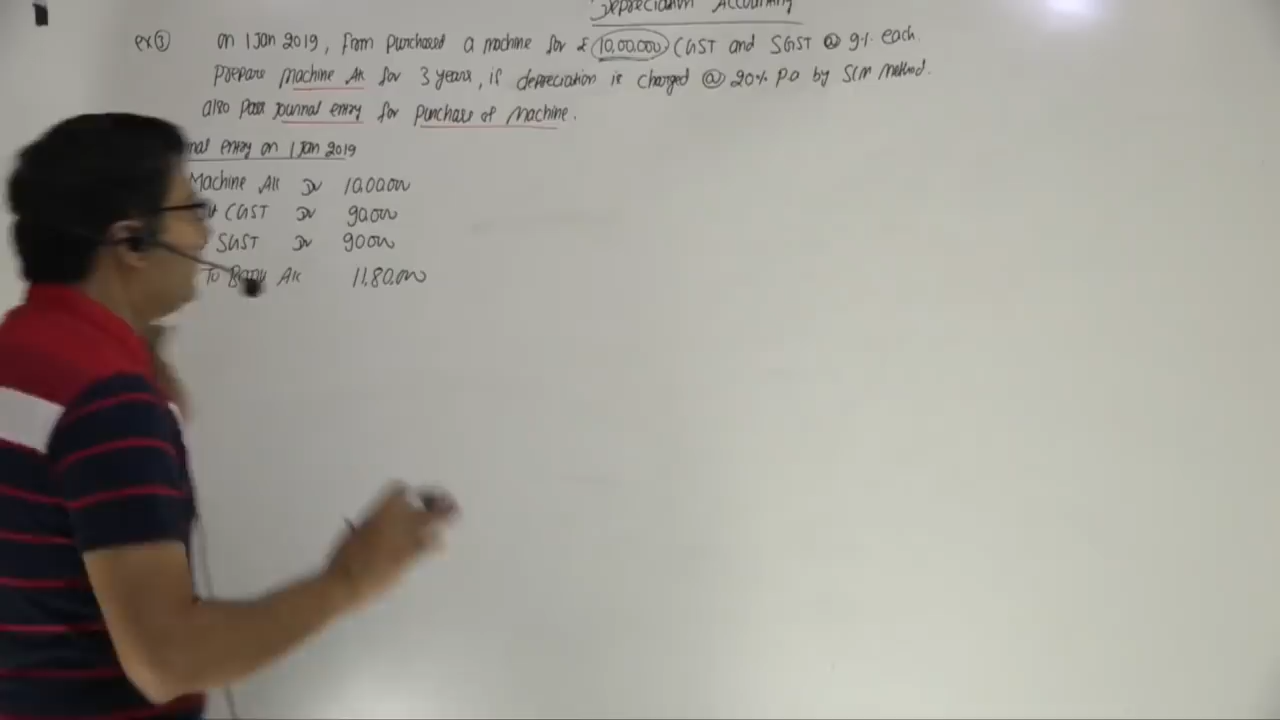 Depreciation Accounting
ex ③ on 1 Jan 2019, From purchased a machine for ₹ 10,00,000 CGST and SGST @ 9% each.
Prepare Machine A/c for 3 years, if depreciation is charged @ 20% P.a by SLM Method.
also Pass Journal entry for Purchase of Machine.
entry on 1 Jan 2019
Machine A/c Dr 10,00,000
CGST Dr 90,000
SGST Dr 90,000
To Bank A/c 11,80,000